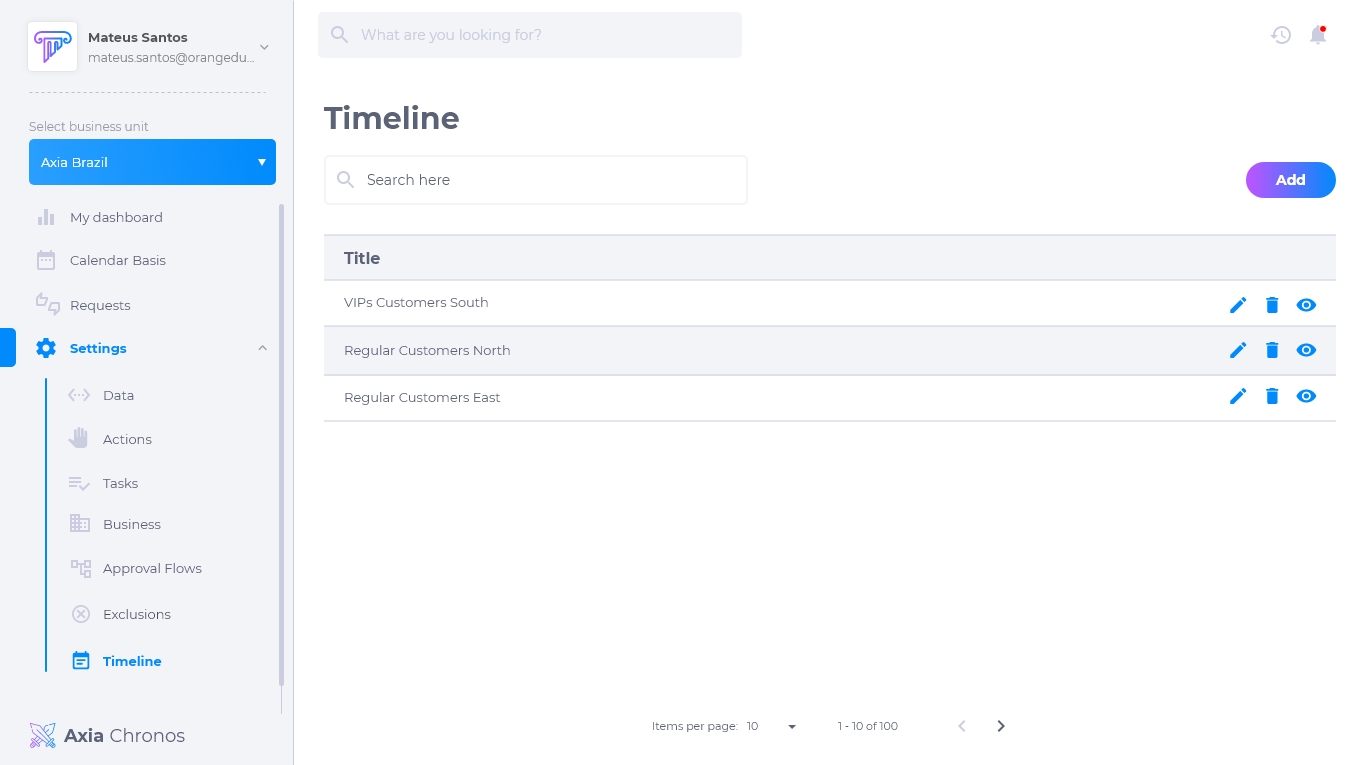 Mateus Santos
mateus.santos@orangedu...
Select business unit
Axia Brazil
My dashboard
Calendar Basis
Requests
Settings
Data
Actions
Tasks
Business
Approval Flows
Exclusions
Timeline
Axia Chronos
What are you looking for?
Timeline
Search here
Add
Title
VIPs Customers South
Regular Customers North
Regular Customers East
Items per page: 10
1 - 10 of 100